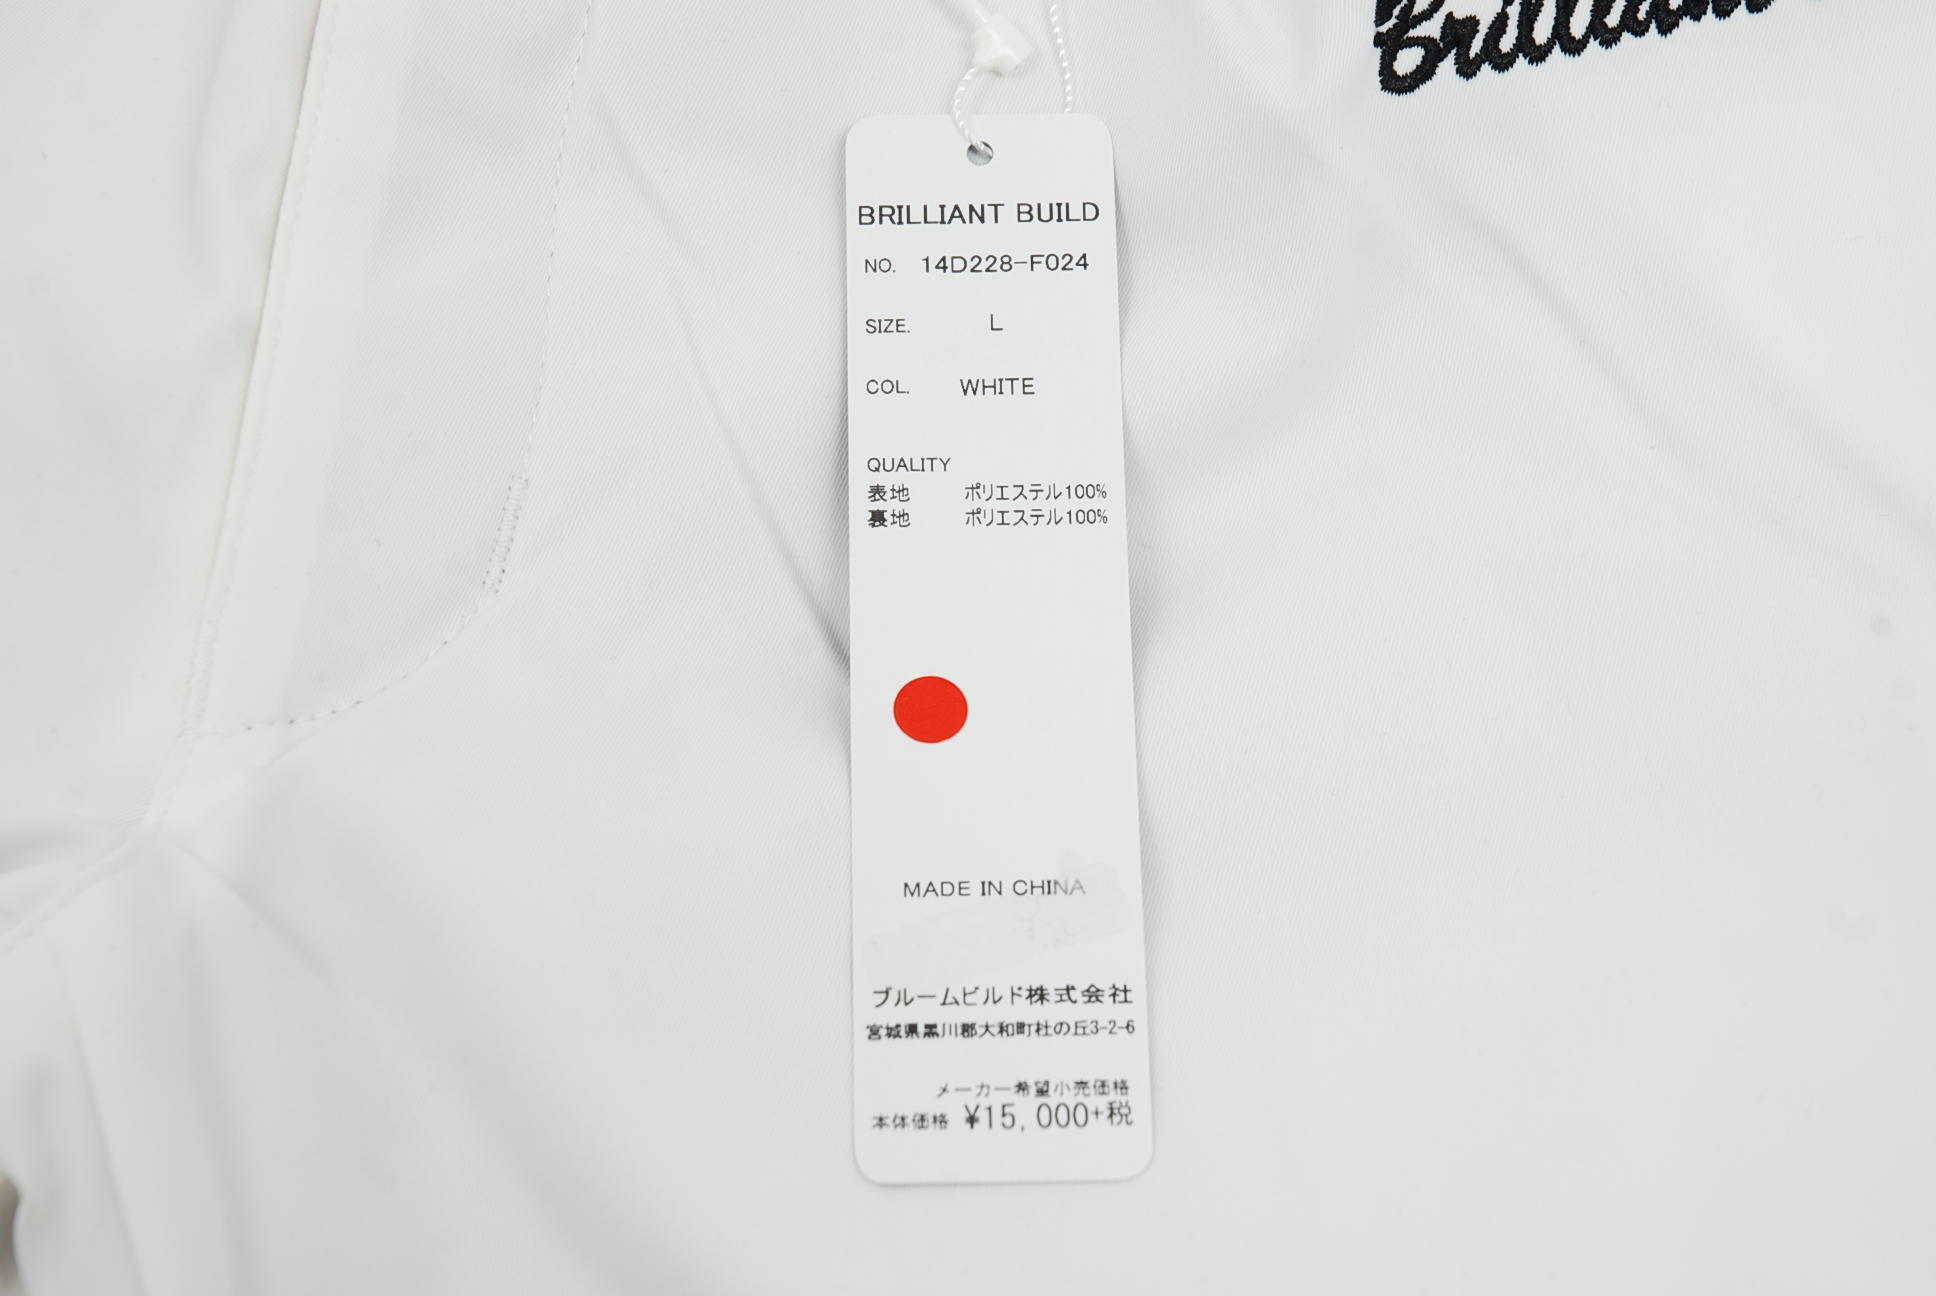 Brilliant
BRILLIANT BUILD
NO. 14D228-F024
SIZE. L
COL. WHITE
QUALITY
表地 ポリエステル100%
裏地 ポリエステル100%
MADE IN CHINA
ブルームビルド株式会社
宮城県黒川郡大和町杜の丘3-2-6
メーカー希望小売価格
本体価格 ¥15,000+税